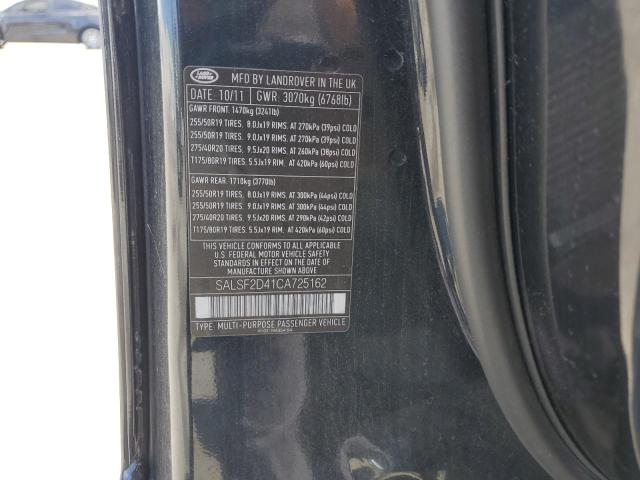 LAND ROVER
MFD BY LANDROVER IN THE UK
DATE 10/11 GWR: 3070kg (6768lb)
GAWR FRONT: 1470kg (3241lb)
255/50R19 TIRES, 8.0Jx19 RIMS, AT 270kPa (39psi) COLD
255/50R19 TIRES, 9.0Jx19 RIMS, AT 270kPa (39psi) COLD
275/40R20 TIRES, 9.5Jx20 RIMS, AT 260kPa (38psi) COLD
T175/80R19 TIRES, 5.5Jx19 RIM, AT 420kPa (60psi) COLD
GAWR REAR: 1710kg (3770lb)
255/50R19 TIRES, 8.0Jx19 RIMS, AT 300kPa (44psi) COLD
255/50R19 TIRES, 9.0Jx19 RIMS, AT 300kPa (44psi) COLD
275/40R20 TIRES, 9.5Jx20 RIMS, AT 290kPa (42psi) COLD
T175/80R19 TIRES, 5.5Jx19 RIM, AT 420kPa (60psi) COLD
THIS VEHICLE CONFORMS TO ALL APPLICABLE
U.S. FEDERAL MOTOR VEHICLE SAFETY
STANDARDS IN EFFECT ON THE DATE OF
MANUFACTURE SHOWN ABOVE
SALSF2D41CA725162
TYPE: MULTI-PURPOSE PASSENGER VEHICLE